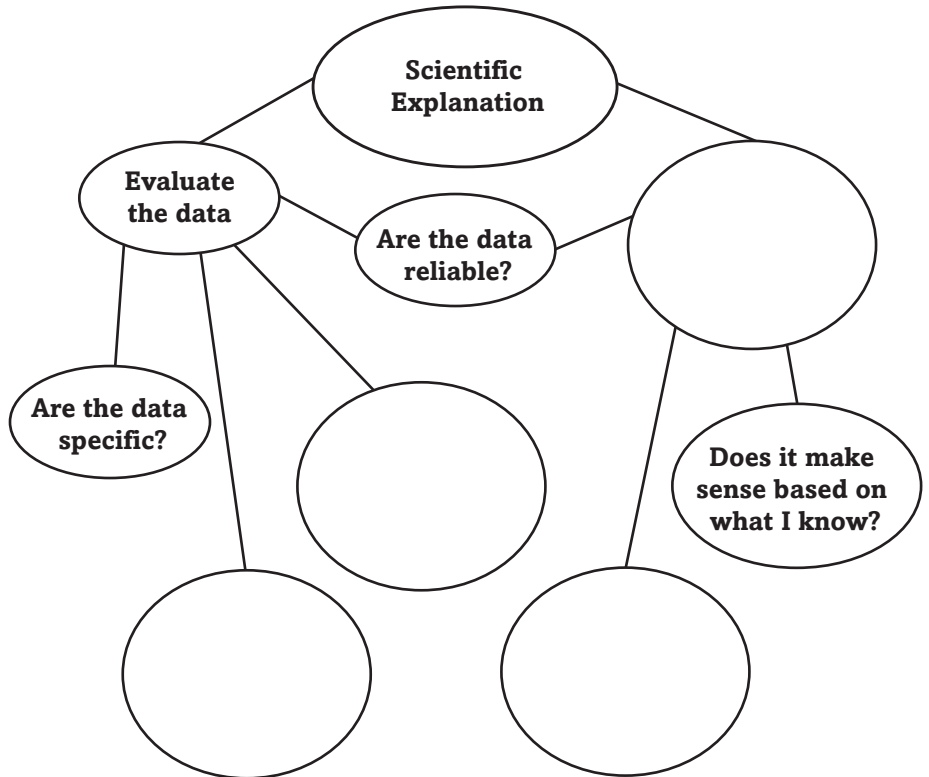 Scientific
Explanation
Evaluate
the data
Are the data
reliable?
Are the data
specific?
Does it make
sense based on
what I know?